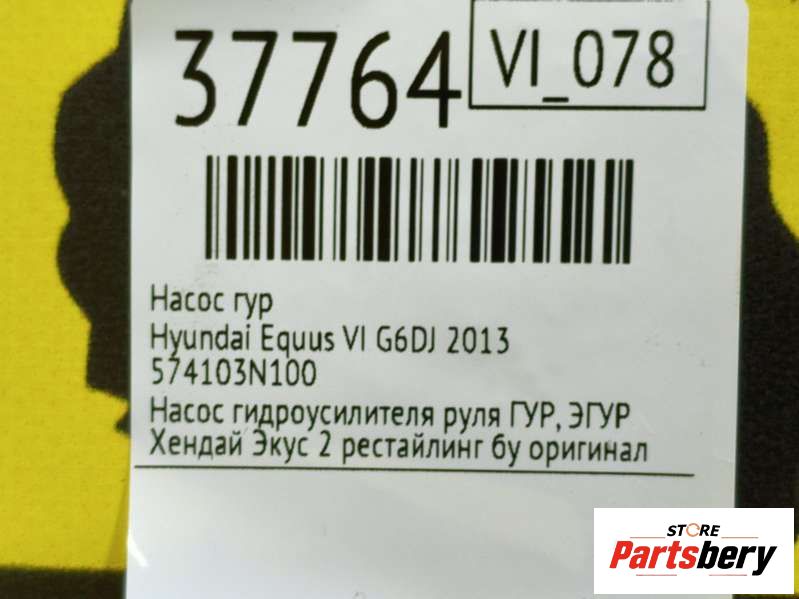 37764
VI_078
Насос гур
Hyundai Equus VI G6DJ 2013
574103N100
Насос гидроусилителя руля ГУР, ЭГУР
Хендай Экус 2 рестайлинг бу оригинал
STORE
Partsbery